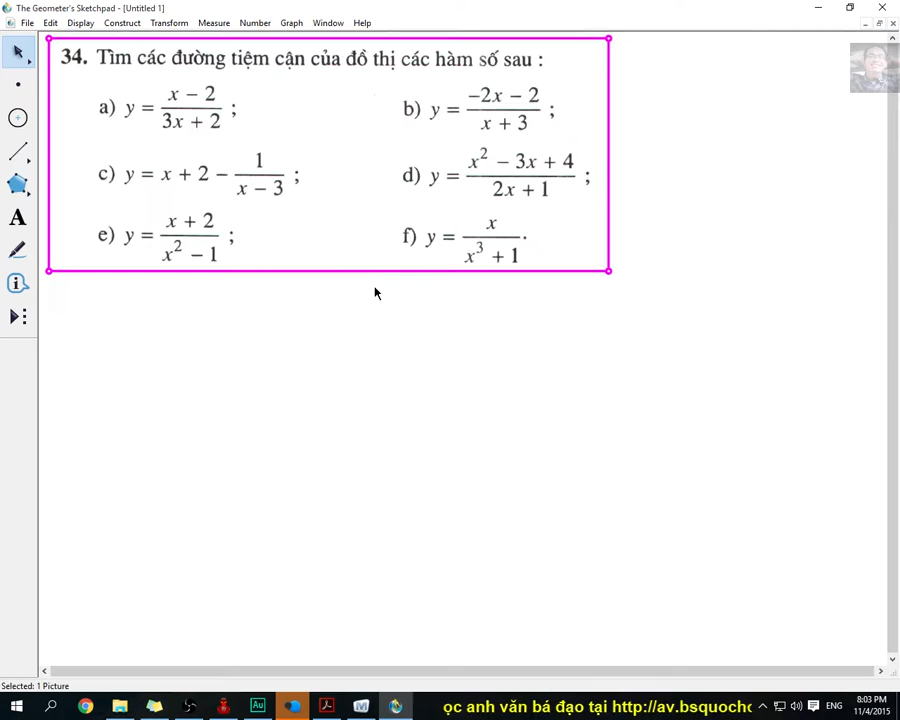 The Geometer's Sketchpad - [Untitled 1]
File Edit Display Construct Transform Measure Number Graph Window Help
34. Tìm các đường tiệm cận của đồ thị các hàm số sau :
a) y = (x − 2)/(3x + 2) ;
b) y = (−2x − 2)/(x + 3) ;
c) y = x + 2 − 1/(x − 3) ;
d) y = (x² − 3x + 4)/(2x + 1) ;
e) y = (x + 2)/(x² − 1) ;
f) y = x/(x³ + 1) ·
A
Selected: 1 Picture
Au
ọc anh văn bá đạo tại http://av.bsquocho
ENG
8:03 PM
11/4/2015